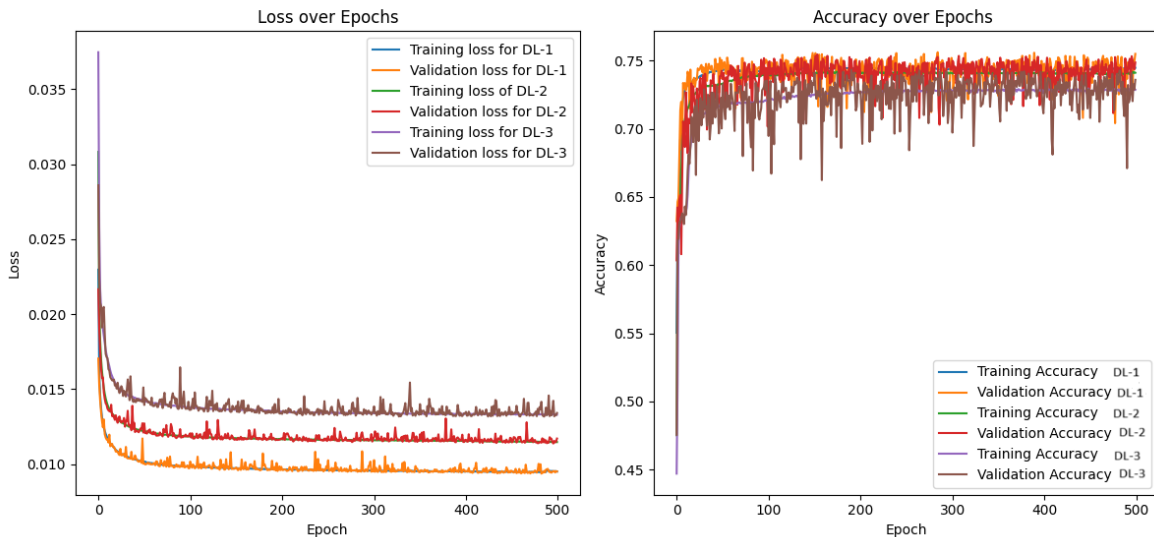 Loss over Epochs
Training loss for DL-1
Validation loss for DL-1
Training loss of DL-2
Validation loss for DL-2
Training loss for DL-3
Validation loss for DL-3
0.035
0.030
0.025
0.020
0.015
0.010
Loss
0
100
200
300
400
500
Epoch
Accuracy over Epochs
0.75
0.70
0.65
0.60
0.55
0.50
0.45
Accuracy
Training Accuracy DL-1
Validation Accuracy DL-1
Training Accuracy DL-2
Validation Accuracy DL-2
Training Accuracy DL-3
Validation Accuracy DL-3
0
100
200
300
400
500
Epoch